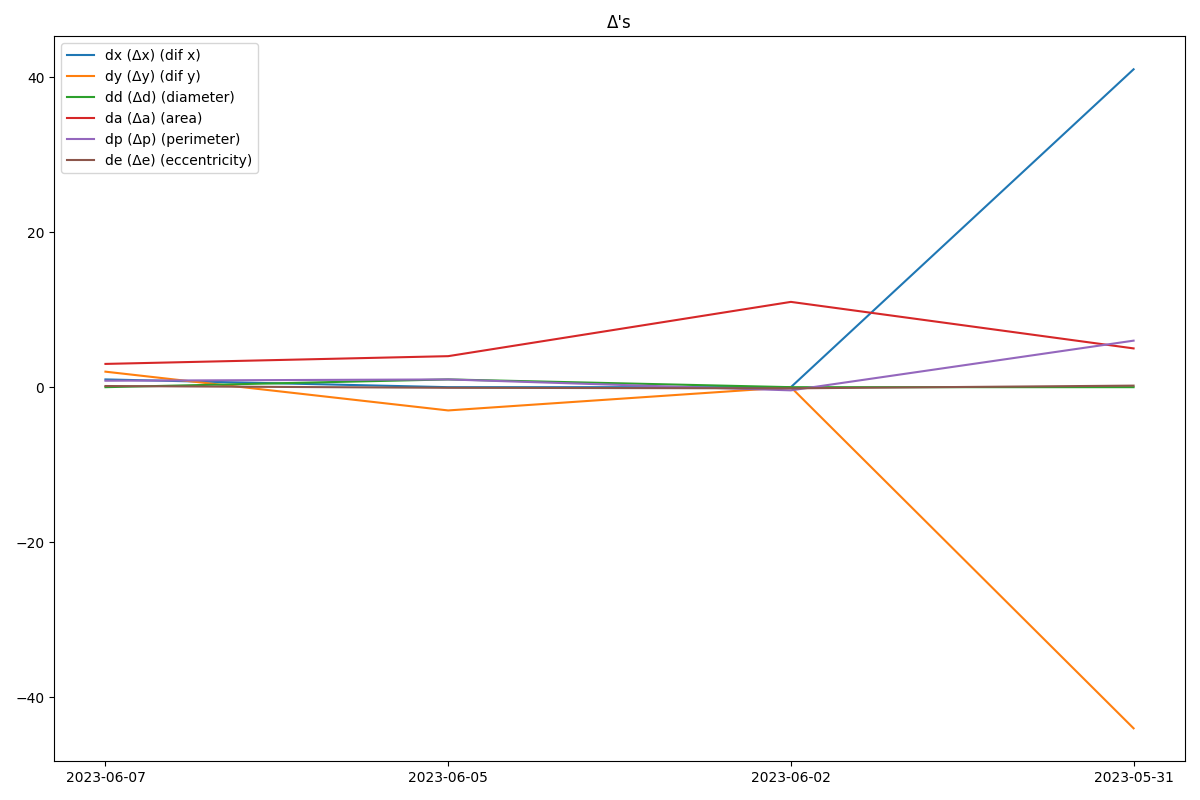 Δ's
dx (Δx) (dif x)
dy (Δy) (dif y)
dd (Δd) (diameter)
da (Δa) (area)
dp (Δp) (perimeter)
de (Δe) (eccentricity)
40
20
0
−20
−40
2023-06-07 2023-06-05 2023-06-02 2023-05-31